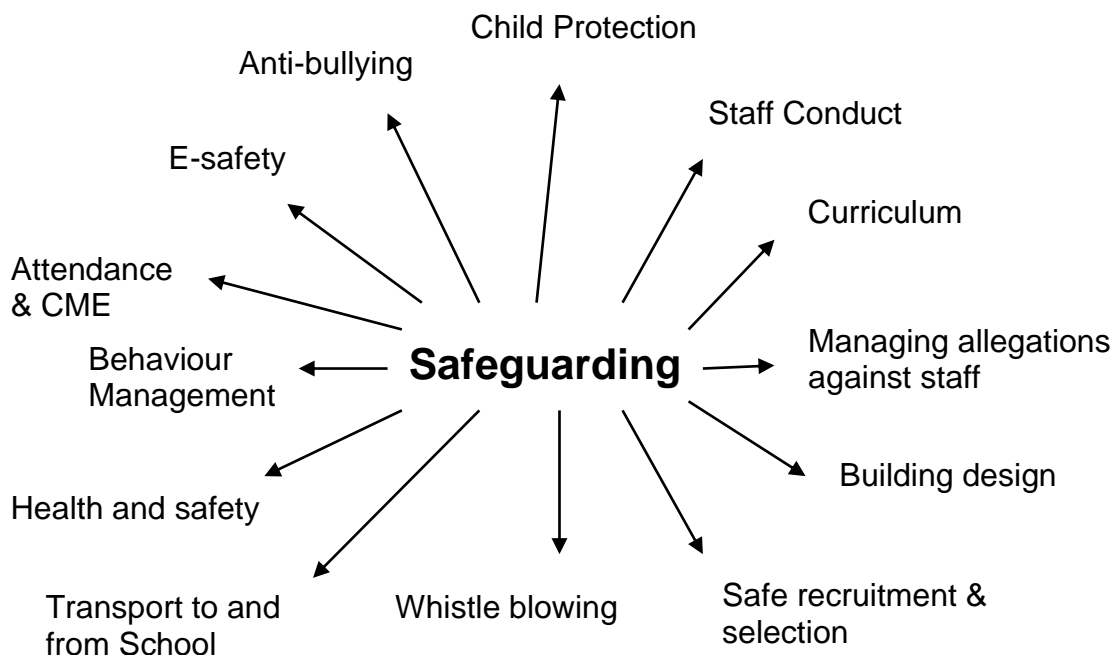 Child Protection
Anti-bullying
Staff Conduct
E-safety
Curriculum
Attendance
& CME
Managing allegations
against staff
Behaviour
Management
Safeguarding
Building design
Health and safety
Safe recruitment &
selection
Transport to and
from School
Whistle blowing